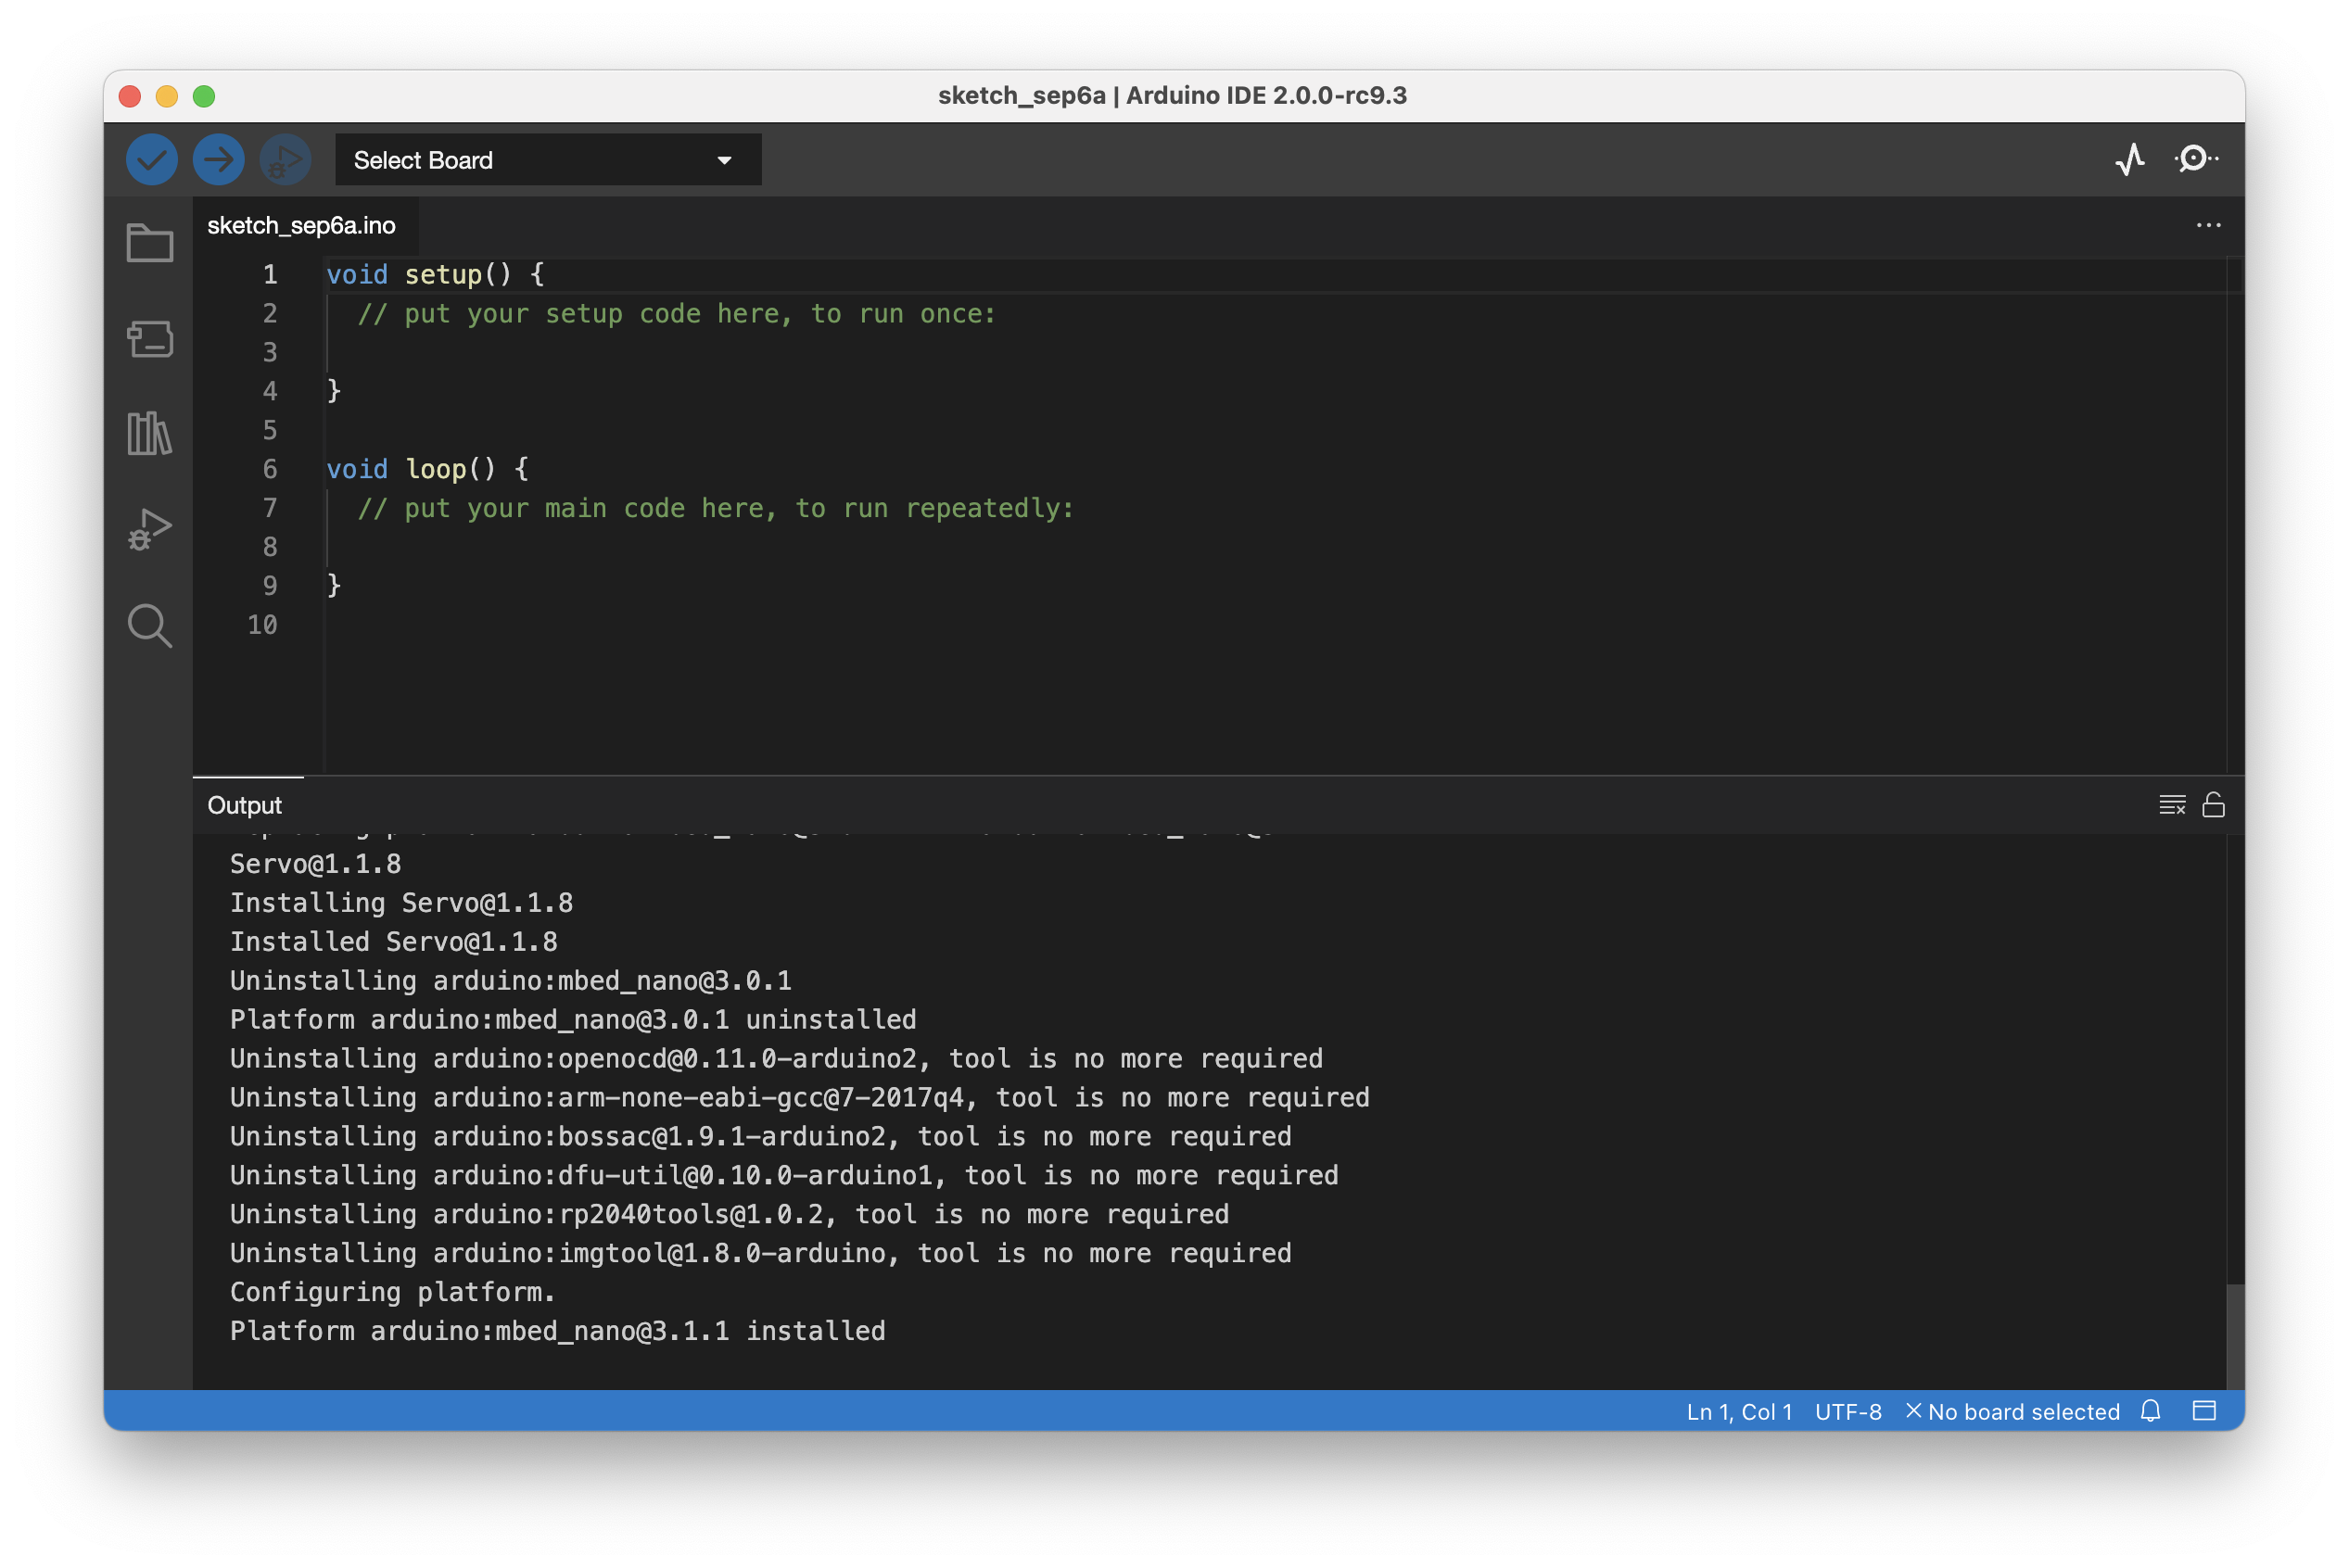 sketch_sep6a | Arduino IDE 2.0.0-rc9.3
Select Board
sketch_sep6a.ino
1 void setup() {
2 // put your setup code here, to run once:
3
4 }
5
6 void loop() {
7 // put your main code here, to run repeatedly:
8
9 }
10
Output
Servo@1.1.8
Installing Servo@1.1.8
Installed Servo@1.1.8
Uninstalling arduino:mbed_nano@3.0.1
Platform arduino:mbed_nano@3.0.1 uninstalled
Uninstalling arduino:openocd@0.11.0-arduino2, tool is no more required
Uninstalling arduino:arm-none-eabi-gcc@7-2017q4, tool is no more required
Uninstalling arduino:bossac@1.9.1-arduino2, tool is no more required
Uninstalling arduino:dfu-util@0.10.0-arduino1, tool is no more required
Uninstalling arduino:rp2040tools@1.0.2, tool is no more required
Uninstalling arduino:imgtool@1.8.0-arduino, tool is no more required
Configuring platform.
Platform arduino:mbed_nano@3.1.1 installed
Ln 1, Col 1 UTF-8 × No board selected